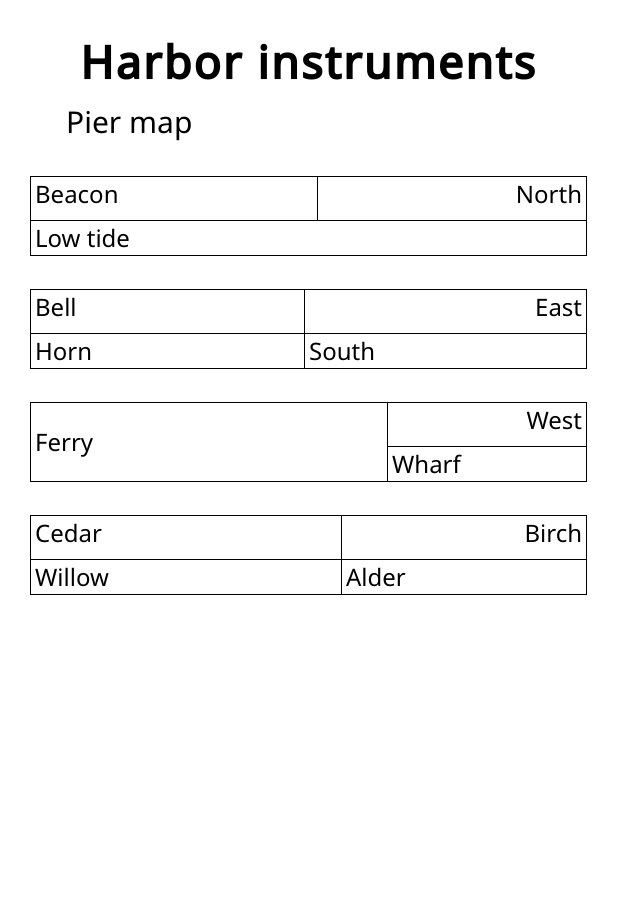 Harbor instruments
Pier map
Beacon North
Low tide
Bell East
Horn South
Ferry West
Wharf
Cedar Birch
Willow Alder